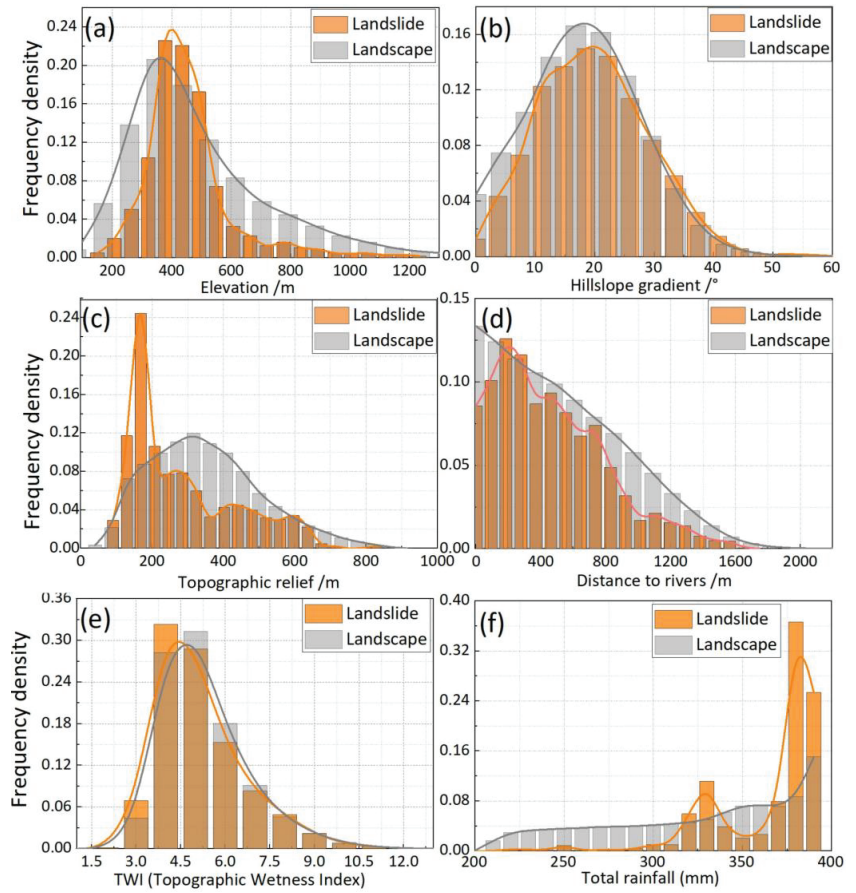 (a)
Landslide
Landscape
Frequency density
0.24
0.20
0.16
0.12
0.08
0.04
0.00
200 400 600 800 1000 1200
Elevation /m
(b)
Landslide
Landscape
0.16
0.12
0.08
0.04
0.00
0 10 20 30 40 50 60
Hillslope gradient /°
(c)
Landslide
Landscape
Frequency density
0.24
0.20
0.16
0.12
0.08
0.04
0.00
0 200 400 600 800 1000
Topographic relief /m
(d)
Landslide
Landscape
0.15
0.10
0.05
0.00
0 400 800 1200 1600 2000
Distance to rivers /m
(e)
Landslide
Landscape
Frequency density
0.36
0.30
0.24
0.18
0.12
0.06
0.00
1.5 3.0 4.5 6.0 7.5 9.0 10.5 12.0
TWI (Topographic Wetness Index)
(f)
Landslide
Landscape
0.40
0.32
0.24
0.16
0.08
0.00
200 250 300 350 400
Total rainfall (mm)